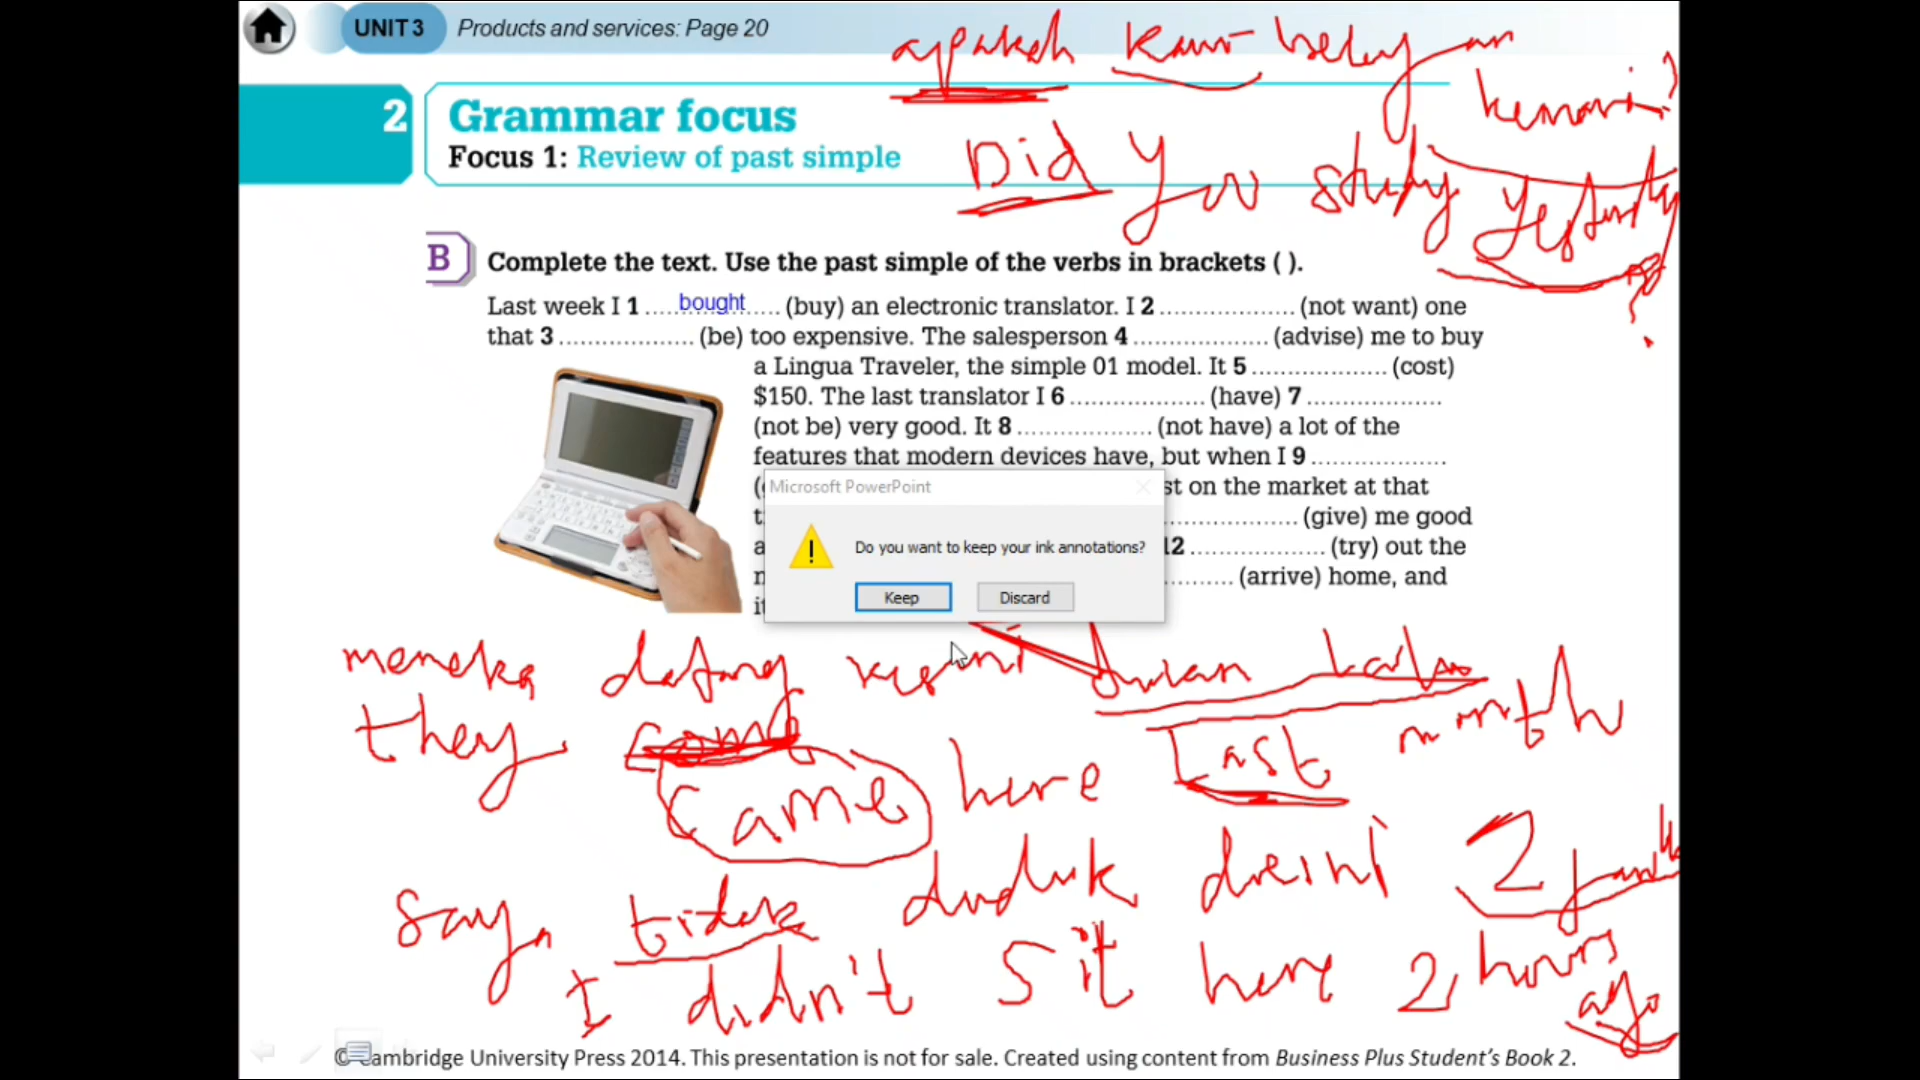 UNIT 3 Products and services: Page 20
apakah kamu belajar kemarin?
2 Grammar focus
Focus 1: Review of past simple
Did you study yesterday?
B Complete the text. Use the past simple of the verbs in brackets ( ).
Last week I 1 .... bought .... (buy) an electronic translator. I 2 .................. (not want) one
that 3 .................. (be) too expensive. The salesperson 4 .................. (advise) me to buy
a Lingua Traveler, the simple 01 model. It 5 .................. (cost)
$150. The last translator I 6 .................. (have) 7 ..................
(not be) very good. It 8 .................. (not have) a lot of the
features that modern devices have, but when I 9 ..................
st on the market at that
.................. (give) me good
12 .................. (try) out the
.......... (arrive) home, and
Microsoft PowerPoint
Do you want to keep your ink annotations?
Keep Discard
mereka datang bulan
they come here Last month
came
saya tidak duduk disini 2
I didn't sit here 2 hours ago
© Cambridge University Press 2014. This presentation is not for sale. Created using content from Business Plus Student's Book 2.